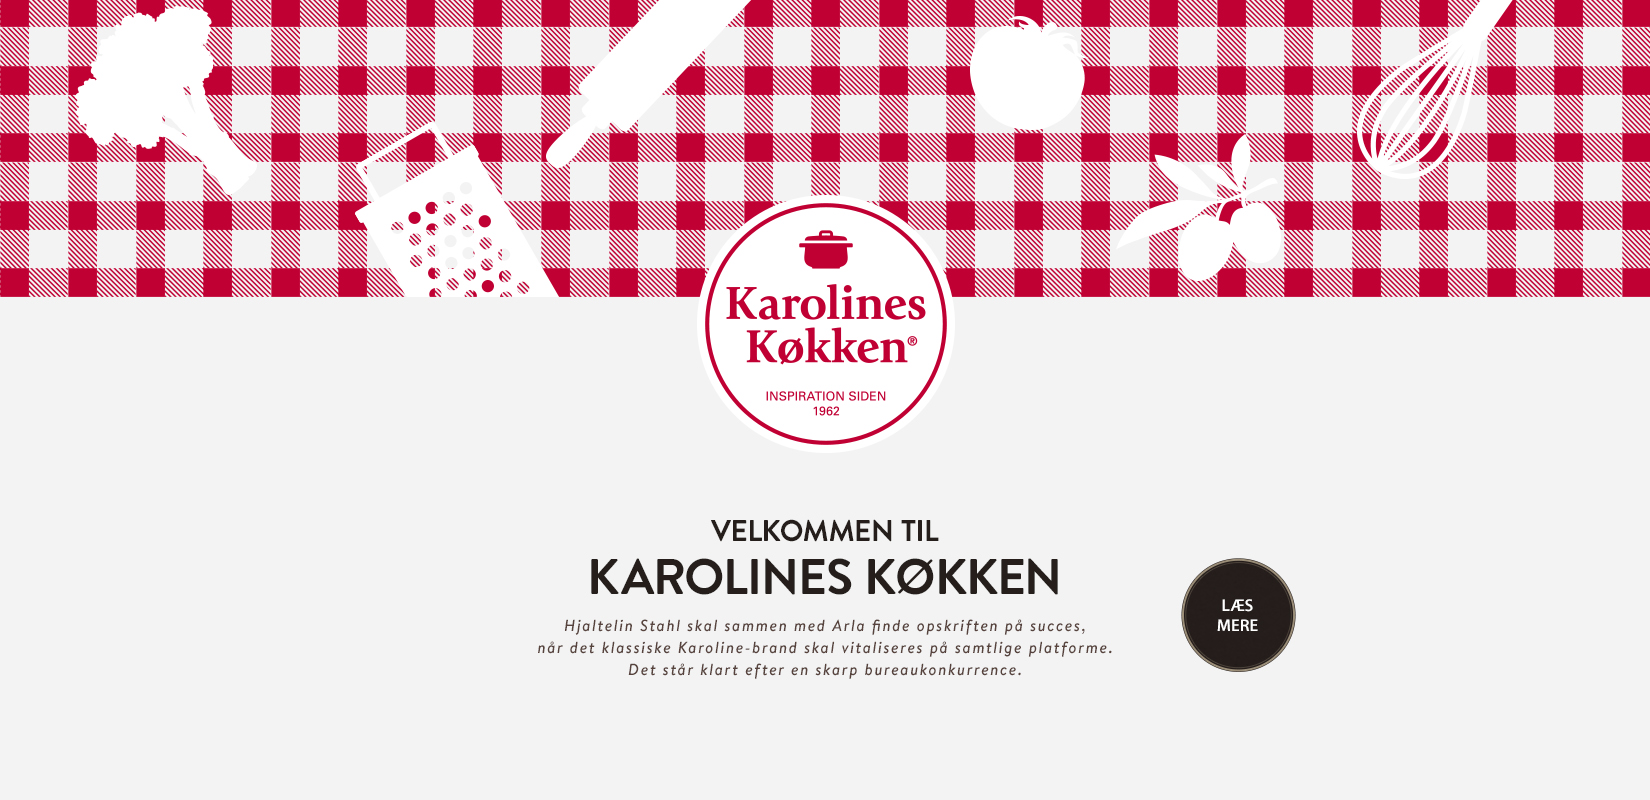 Karolines
Køkken®
INSPIRATION SIDEN
1962
VELKOMMEN TIL
KAROLINES KØKKEN
Hjaltelin Stahl skal sammen med Arla finde opskriften på succes,
når det klassiske Karoline-brand skal vitaliseres på samtlige platforme.
Det står klart efter en skarp bureaukonkurrence.
LÆS
MERE